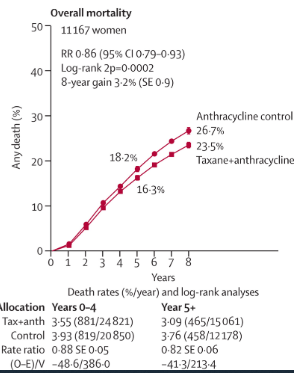 Overall mortality
11167 women
RR 0·86 (95% CI 0·79–0·93)
Log-rank 2p=0·0002
8-year gain 3·2% (SE 0·9)
50
40
30
20
10
0
Any death (%)
18·2%
16·3%
Anthracycline control
26·7%
23·5%
Taxane+anthracycline
0 1 2 3 4 5 6 7 8
Years
Death rates (%/year) and log-rank analyses
Allocation Years 0–4 Year 5+
Tax+anth 3·55 (881/24821) 3·09 (465/15061)
Control 3·93 (819/20850) 3·76 (458/12178)
Rate ratio 0·88 SE 0·05 0·82 SE 0·06
(O–E)/V –48·6/386·0 –41·3/213·4